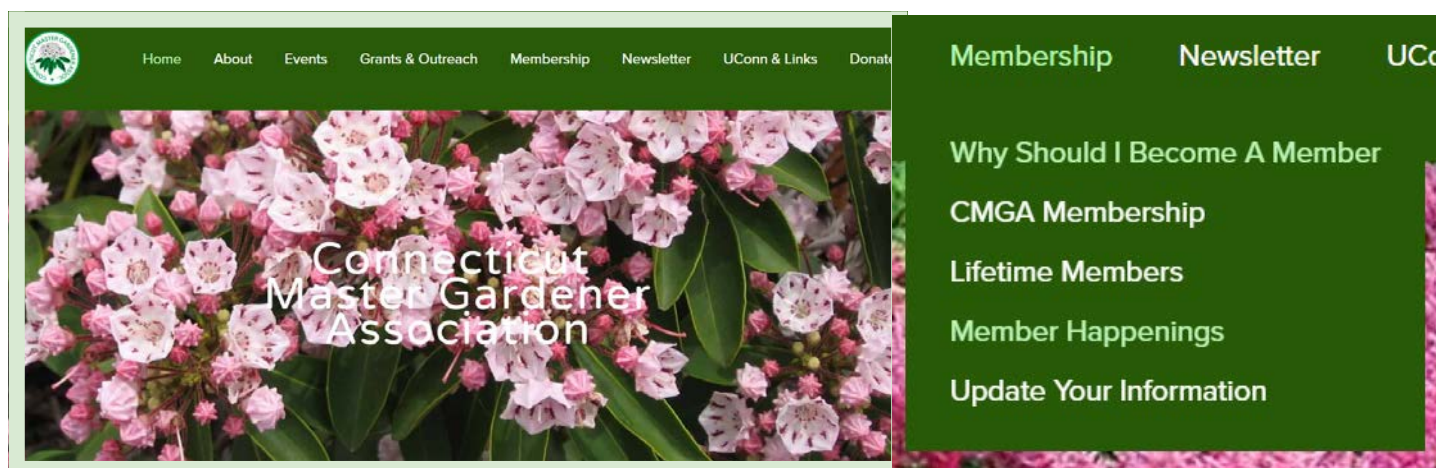 Home About Events Grants & Outreach Membership Newsletter UConn & Links Donate
Connecticut
Master Gardener
Association
Membership Newsletter
Why Should I Become A Member
CMGA Membership
Lifetime Members
Member Happenings
Update Your Information